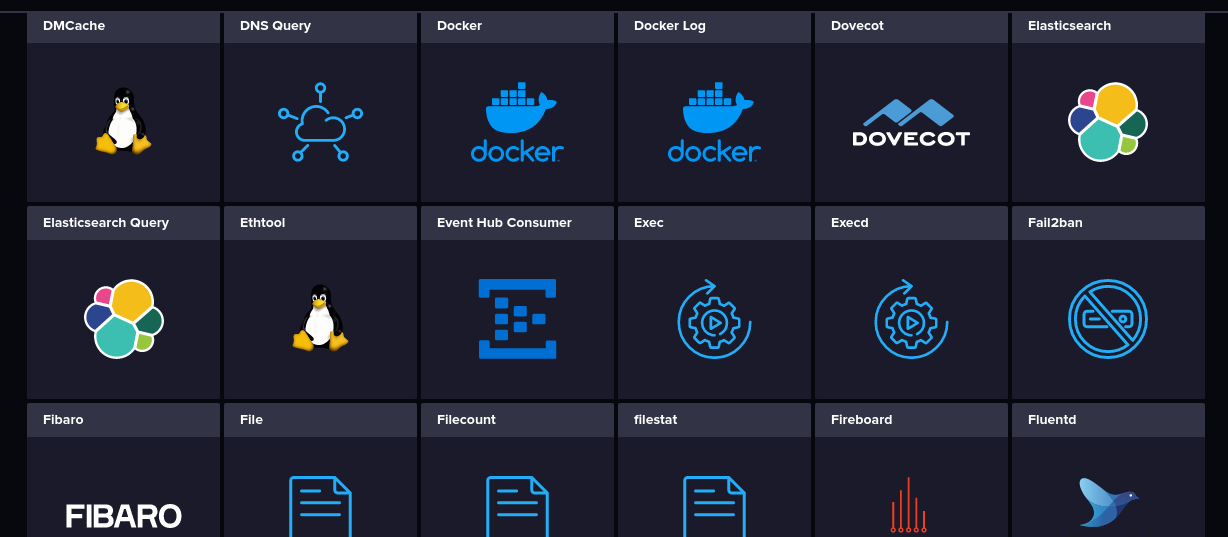 DMCache
DNS Query
Docker
Docker Log
Dovecot
Elasticsearch
docker
docker
DOVECOT
Elasticsearch Query
Ethtool
Event Hub Consumer
Exec
Execd
Fail2ban
Fibaro
File
Filecount
filestat
Fireboard
Fluentd
FIBARO